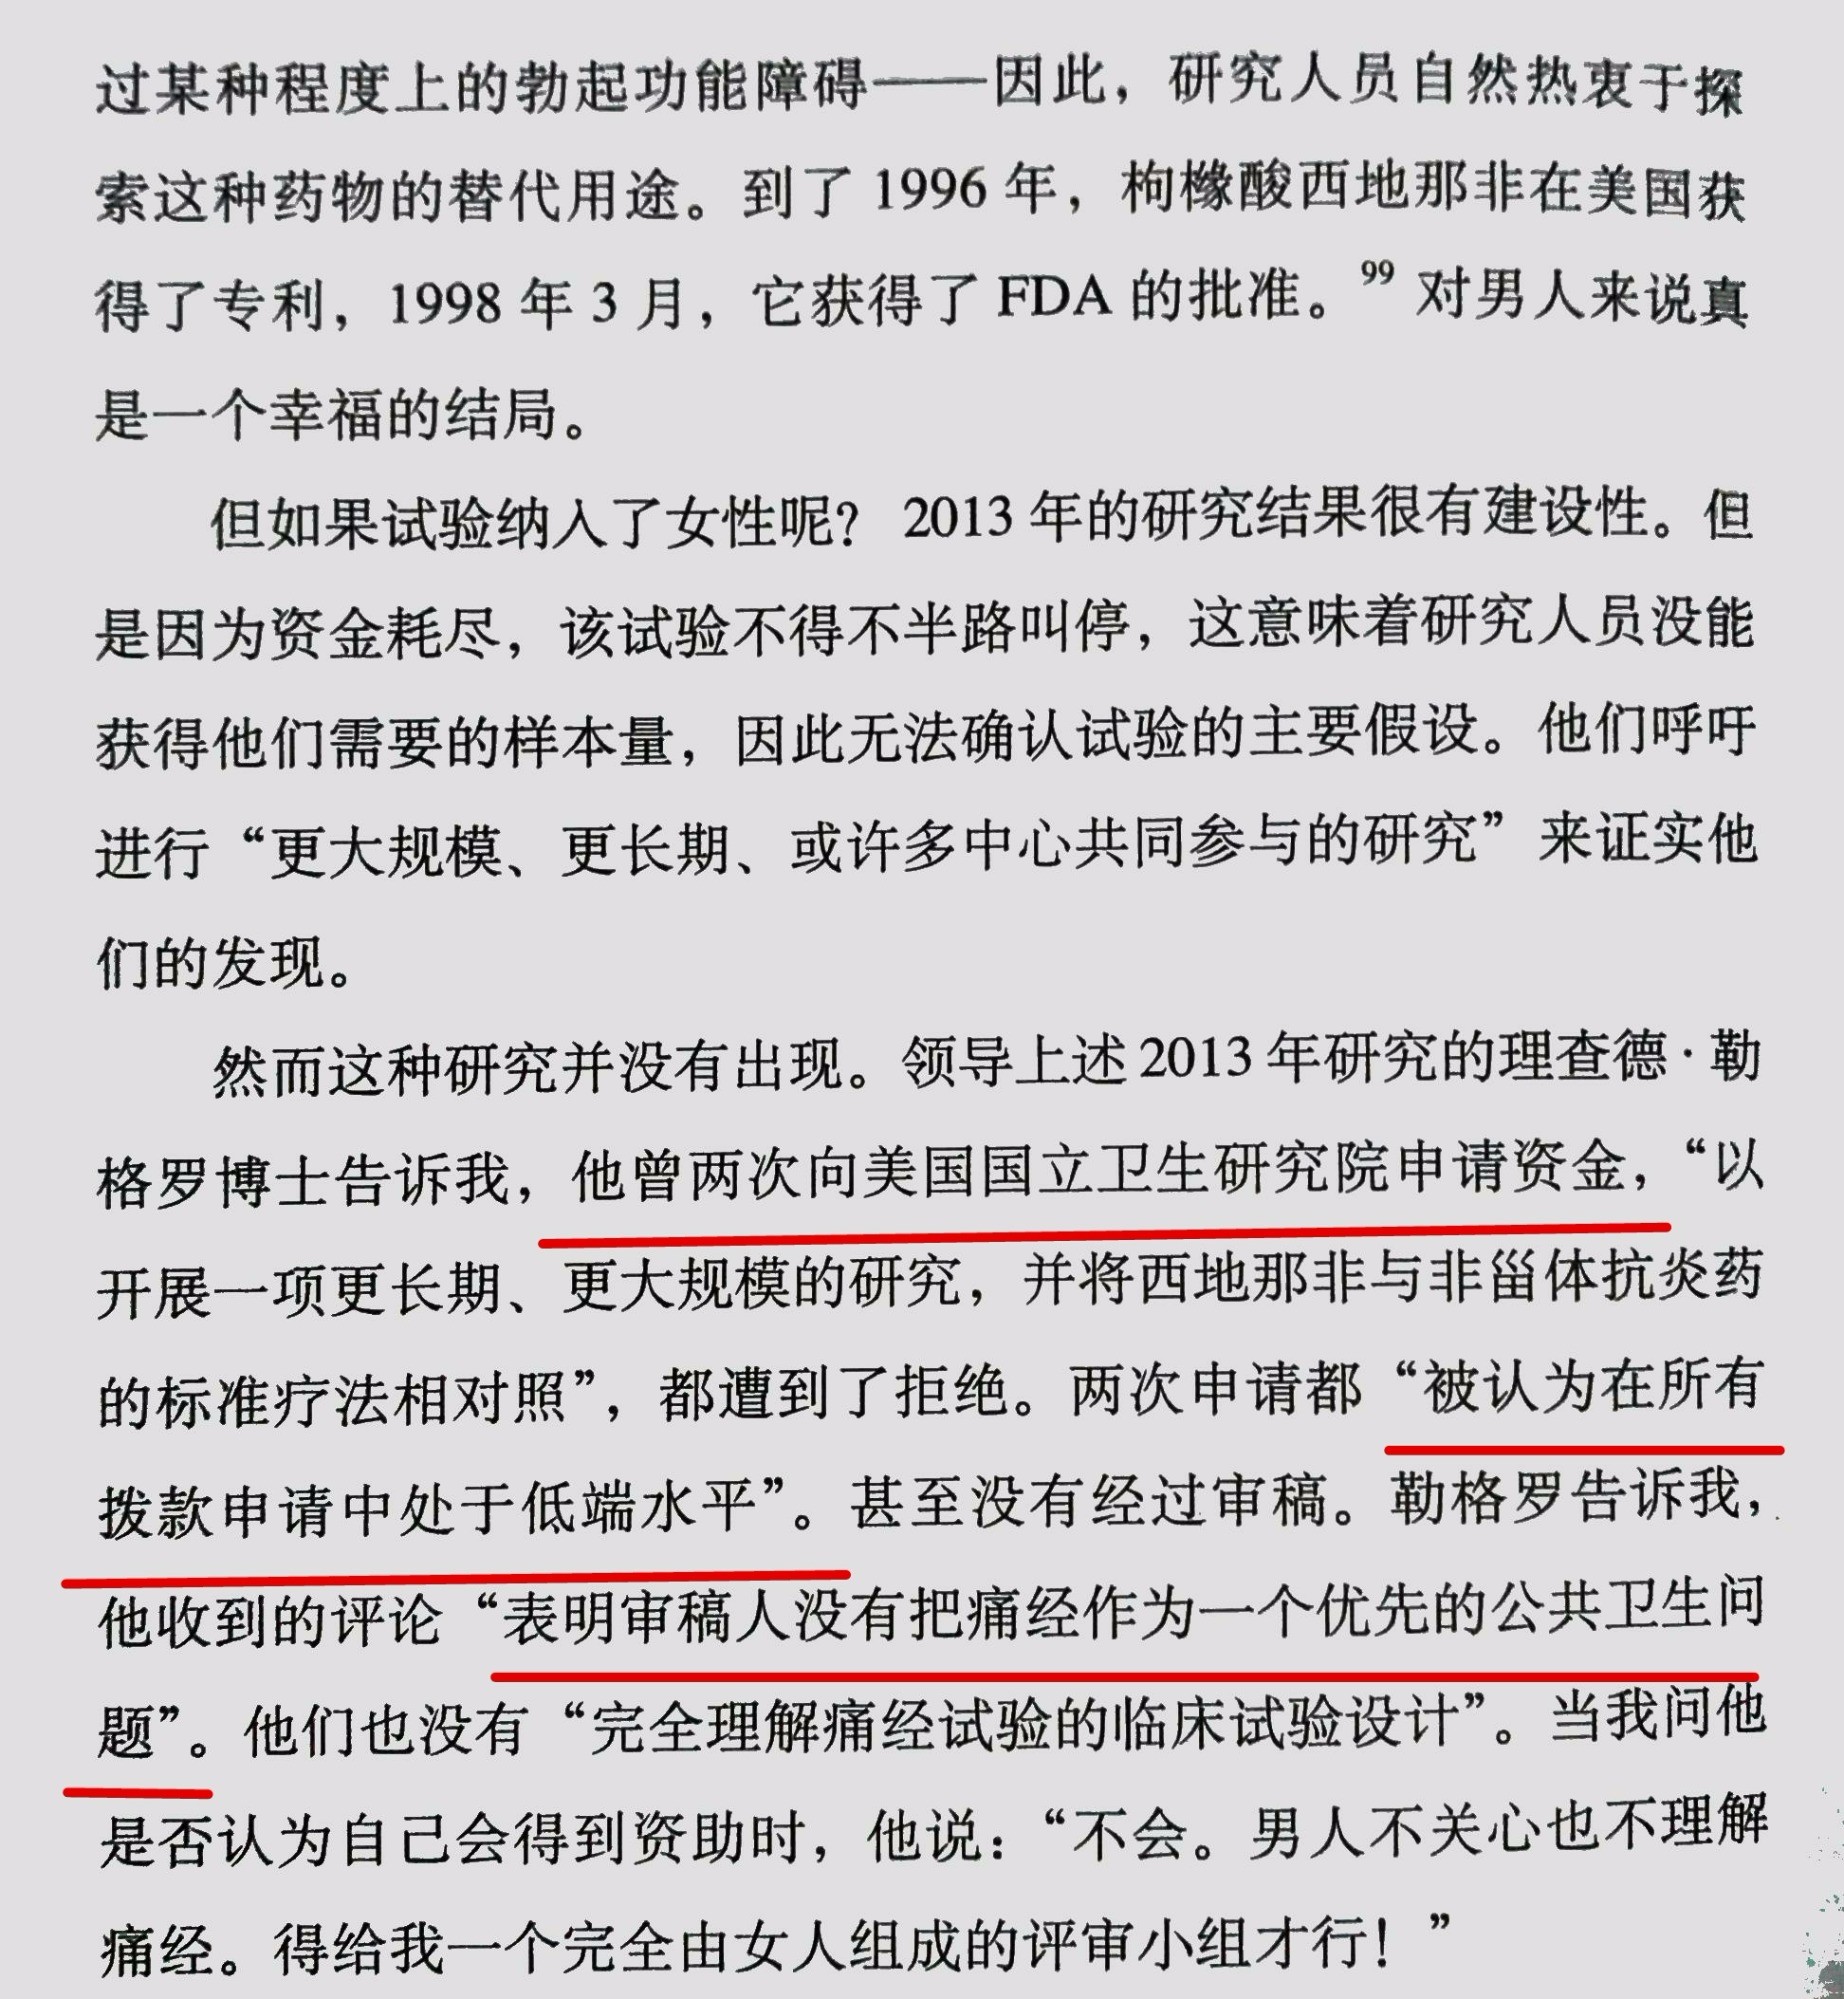 过某种程度上的勃起功能障碍——因此，研究人员自然热衷于探
索这种药物的替代用途。到了 1996 年，枸橼酸西地那非在美国获
得了专利，1998 年 3 月，它获得了 FDA 的批准。99 对男人来说真
是一个幸福的结局。
但如果试验纳入了女性呢？ 2013 年的研究结果很有建设性。但
是因为资金耗尽，该试验不得不半路叫停，这意味着研究人员没能
获得他们需要的样本量，因此无法确认试验的主要假设。他们呼吁
进行“更大规模、更长期、或许多中心共同参与的研究”来证实他
们的发现。
然而这种研究并没有出现。领导上述 2013 年研究的理查德·勒
格罗博士告诉我，他曾两次向美国国立卫生研究院申请资金，“以
开展一项更长期、更大规模的研究，并将西地那非与非甾体抗炎药
的标准疗法相对照”，都遭到了拒绝。两次申请都“被认为在所有
拨款申请中处于低端水平”。甚至没有经过审稿。勒格罗告诉我，
他收到的评论“表明审稿人没有把痛经作为一个优先的公共卫生问
题”。他们也没有“完全理解痛经试验的临床试验设计”。当我问他
是否认为自己会得到资助时，他说：“不会。男人不关心也不理解
痛经。得给我一个完全由女人组成的评审小组才行！”